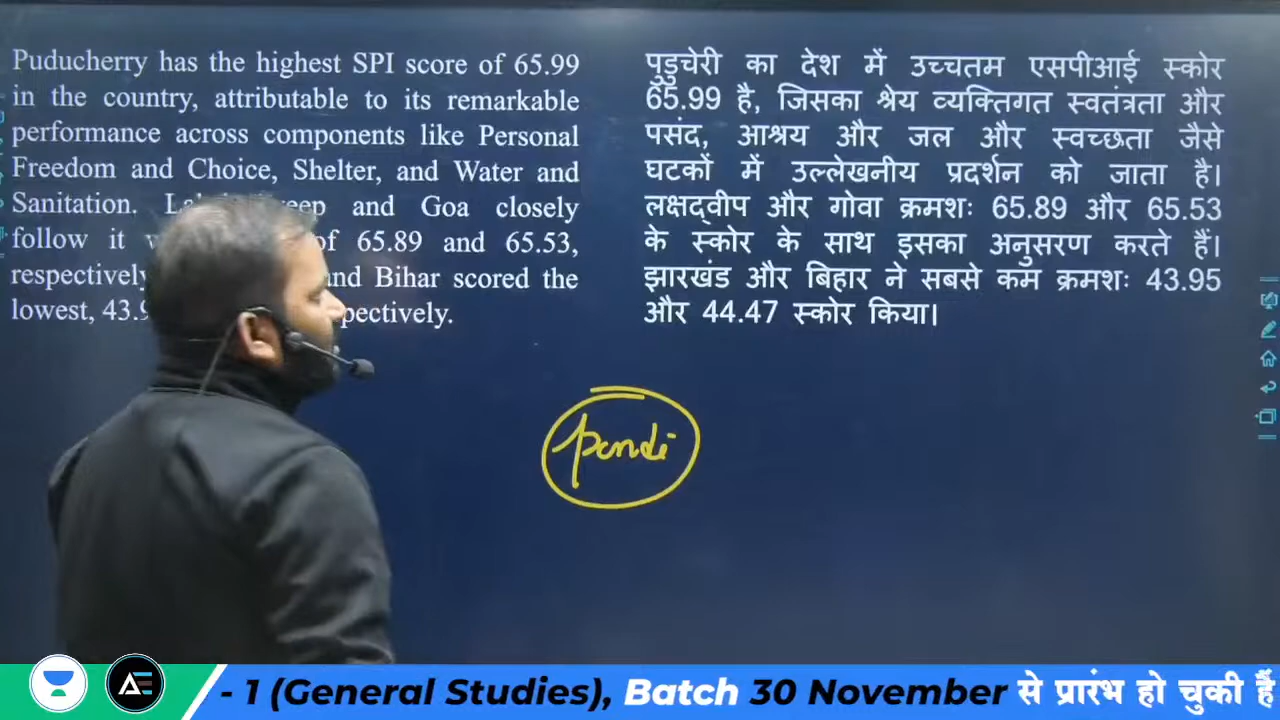 Puducherry has the highest SPI score of 65.99
in the country, attributable to its remarkable
performance across components like Personal
Freedom and Choice, Shelter, and Water and
Sanitation. and Goa closely
follow it of 65.89 and 65.53,
respectively and Bihar scored the
lowest, 43.9
पुडुचेरी का देश में उच्चतम एसपीआई स्कोर
65.99 है, जिसका श्रेय व्यक्तिगत स्वतंत्रता और
पसंद, आश्रय और जल और स्वच्छता जैसे
घटकों में उल्लेखनीय प्रदर्शन को जाता है।
लक्षद्वीप और गोवा क्रमशः 65.89 और 65.53
के स्कोर के साथ इसका अनुसरण करते हैं।
झारखंड और बिहार ने सबसे कम क्रमशः 43.95
और 44.47 स्कोर किया।
pondi
- 1 (General Studies), Batch 30 November से प्रारंभ हो चुकी हैं